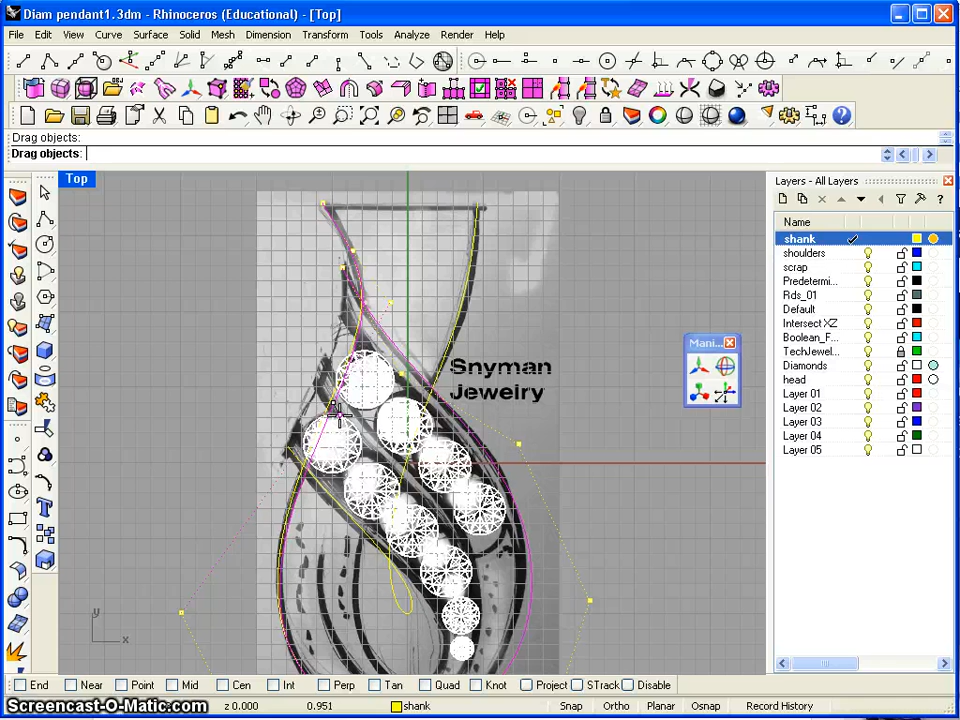 Diam pendant1.3dm - Rhinoceros (Educational) - [Top]
File Edit View Curve Surface Solid Mesh Dimension Transform Tools Analyze Render Help
Drag objects:
Drag objects:
Top
Layers - All Layers
Name
shank
shoulders
scrap
Predetermi...
Rds_01
Default
Intersect XZ
Boolean_F...
TechJewel...
Diamonds
head
Layer 01
Layer 02
Layer 03
Layer 04
Layer 05
Mani...
Snyman
Jewelry
y
x
End Near Point Mid Cen Int Perp Tan Quad Knot Project STrack Disable
Screencast-O-Matic.com z 0.000 0.951 shank Snap Ortho Planar Osnap Record History